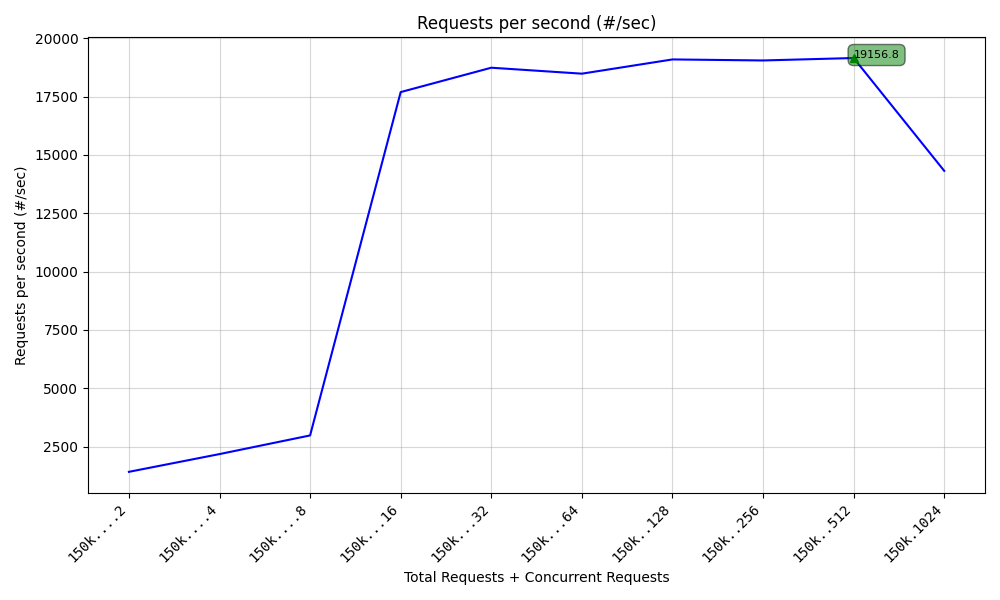 Requests per second (#/sec)
20000
17500
15000
12500
10000
7500
5000
2500
Requests per second (#/sec)
19156.8
150k....2
150k....4
150k....8
150k...16
150k...32
150k...64
150k..128
150k..256
150k..512
150k.1024
Total Requests + Concurrent Requests